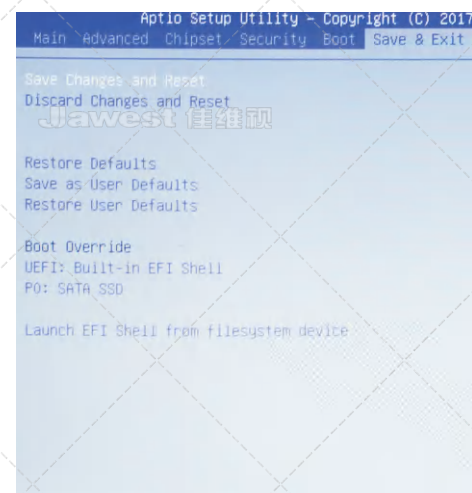 Aptio Setup Utility – Copyright (C) 2017
Main Advanced Chipset Security Boot Save & Exit
Save Changes and Reset
Discard Changes and Reset
Jawest 佳维视
Restore Defaults
Save as User Defaults
Restore User Defaults
Boot Override
UEFI: Built-in EFI Shell
P0: SATA SSD
Launch EFI Shell from filesystem device